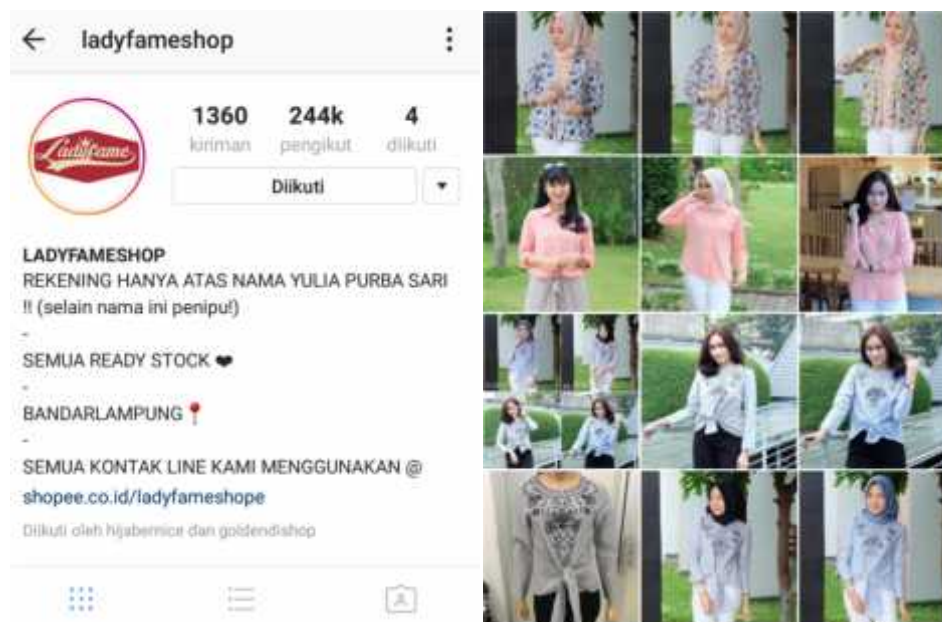 ladyfameshop
1360 244k 4
kiriman pengikut diikuti
Ladyfame
Diikuti
LADYFAMESHOP
REKENING HANYA ATAS NAMA YULIA PURBA SARI
!! (selain nama ini penipu!)
-
SEMUA READY STOCK ❤
-
BANDARLAMPUNG📍
-
SEMUA KONTAK LINE KAMI MENGGUNAKAN @
shopee.co.id/ladyfameshope
Diikuti oleh hijabernice dan goldendishop